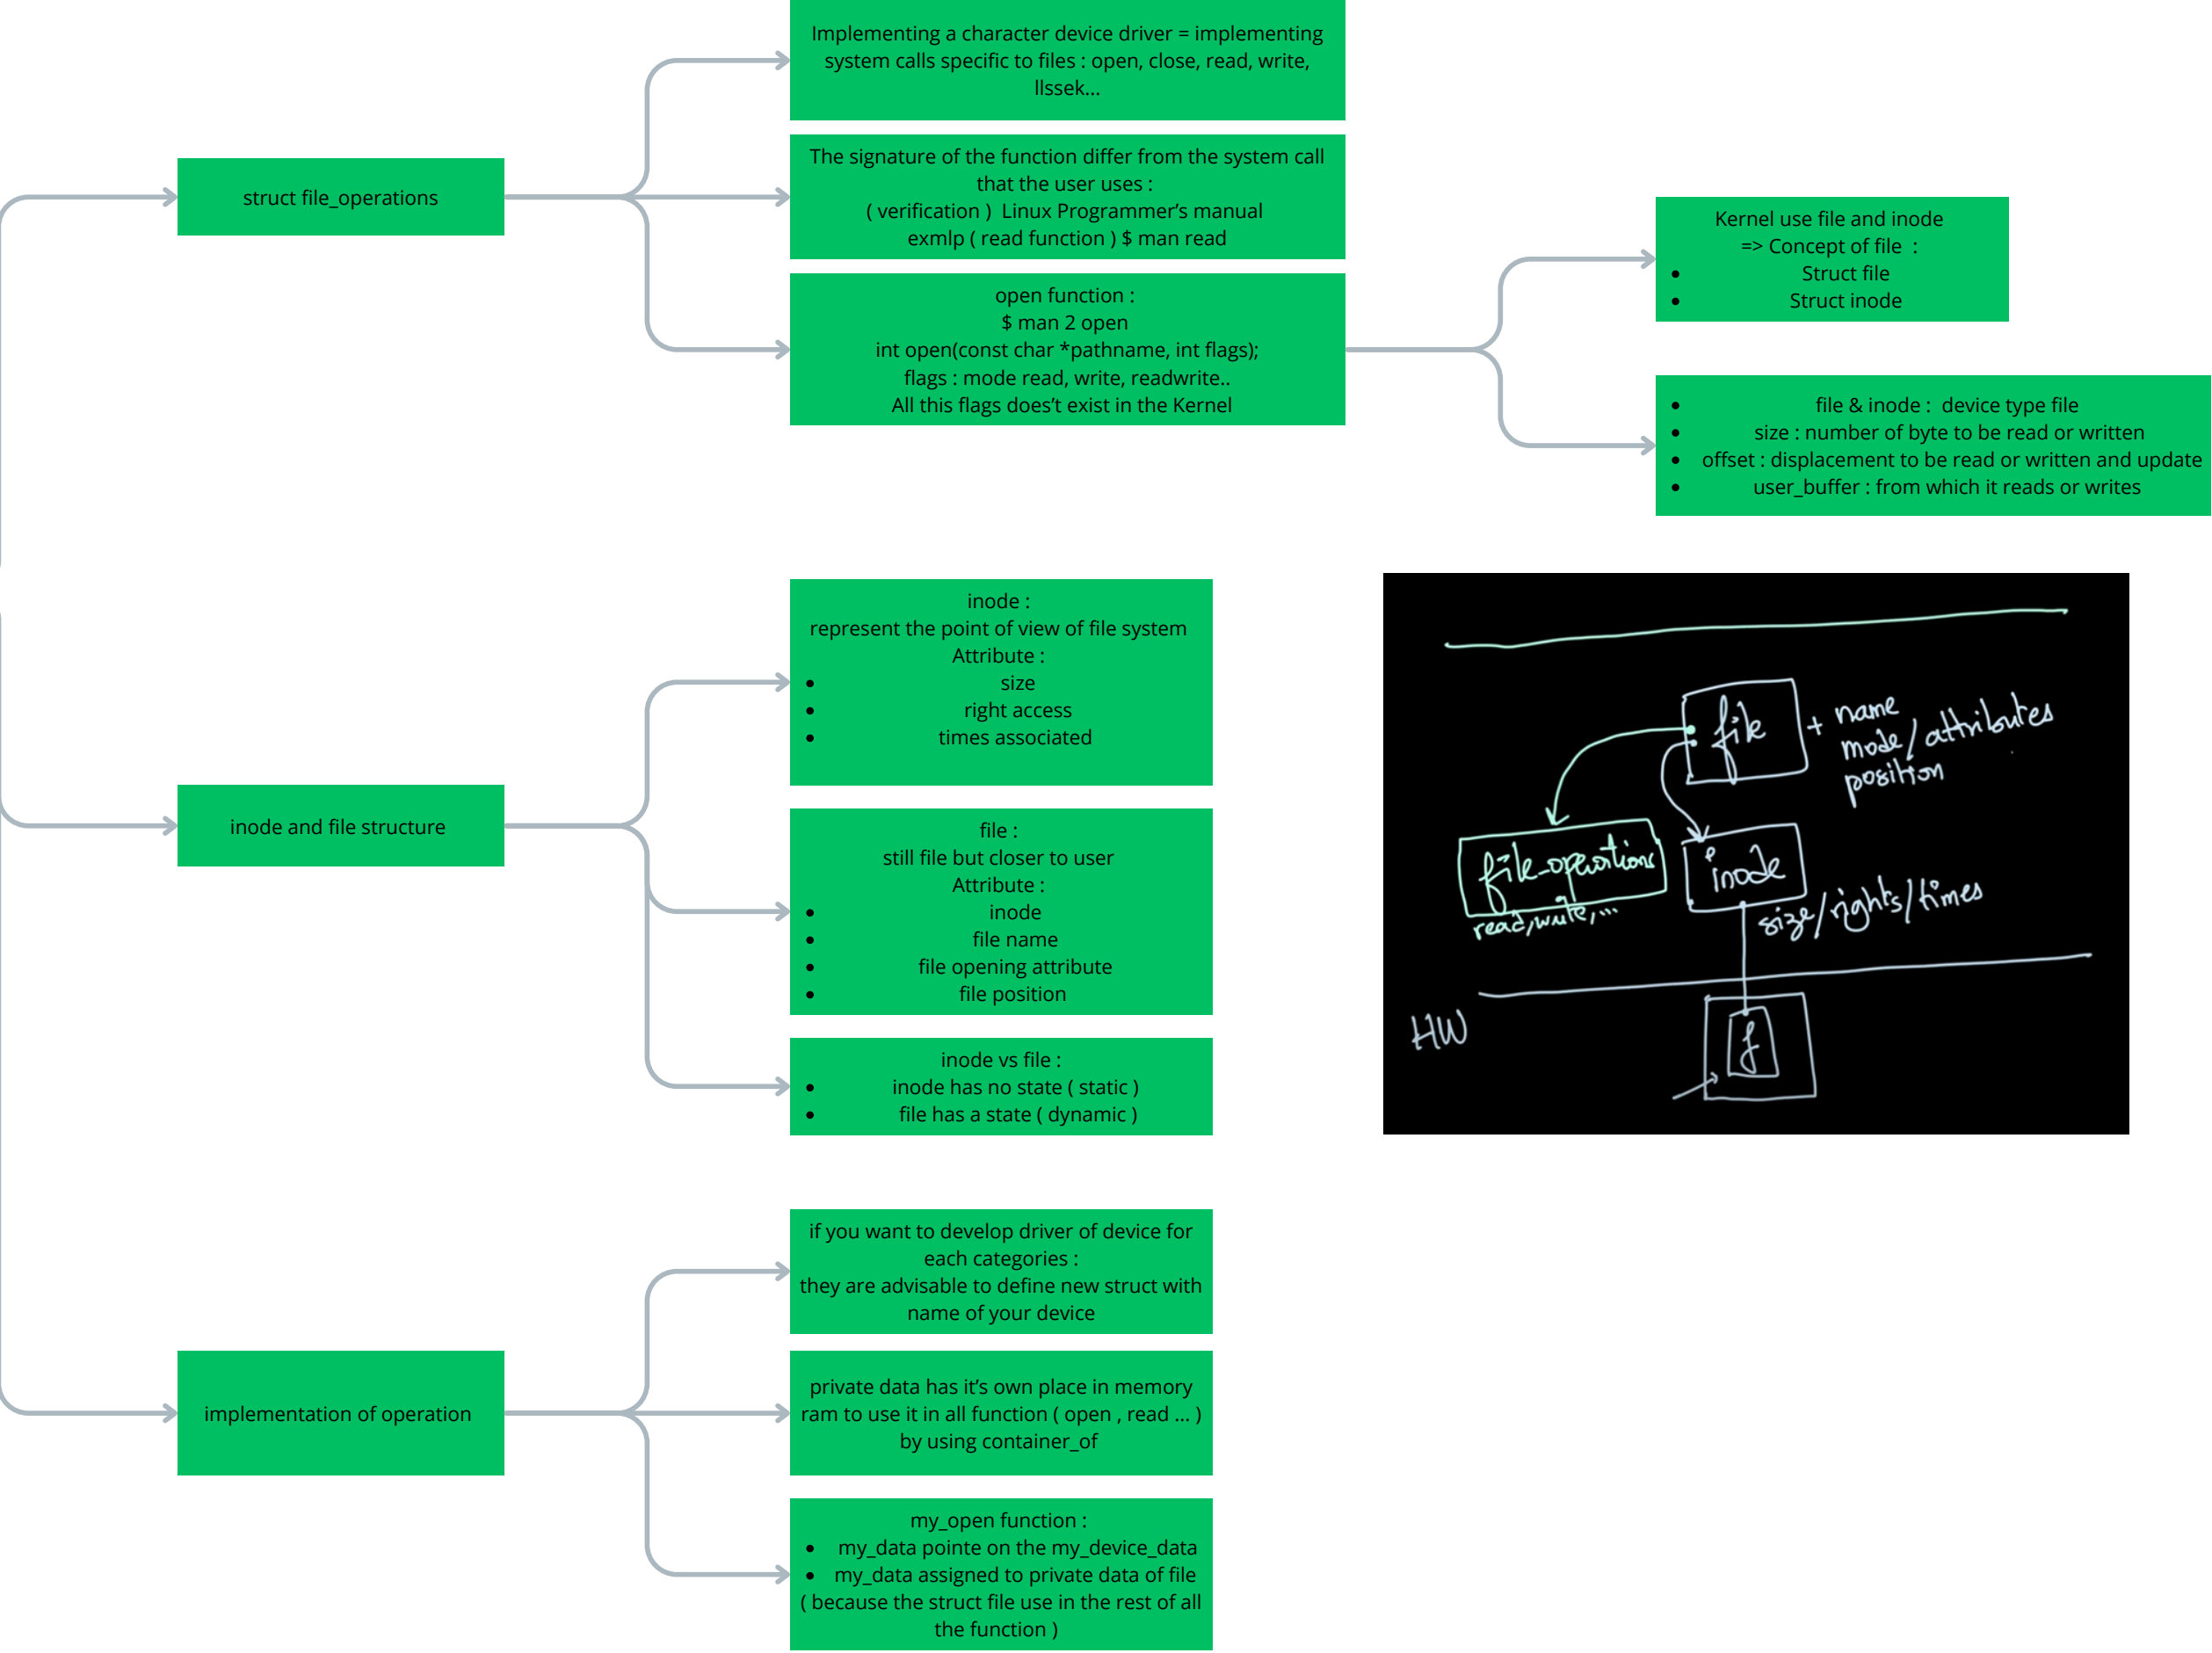 struct file_operations
Implementing a character device driver = implementing
system calls specific to files : open, close, read, write,
llssek...
The signature of the function differ from the system call
that the user uses :
( verification )  Linux Programmer’s manual
exmlp ( read function ) $ man read
open function :
$ man 2 open
int open(const char *pathname, int flags);
flags : mode read, write, readwrite..
All this flags does’t exist in the Kernel
Kernel use file and inode
=> Concept of file  :
• Struct file
• Struct inode
• file & inode :  device type file
• size : number of byte to be read or written
• offset : displacement to be read or written and update
• user_buffer : from which it reads or writes
inode and file structure
inode :
represent the point of view of file system
Attribute :
• size
• right access
• times associated
file :
still file but closer to user
Attribute :
• inode
• file name
• file opening attribute
• file position
inode vs file :
• inode has no state ( static )
• file has a state ( dynamic )
file
+ name
mode/attributes
position
file_operations
read,write,...
inode
size/rights/times
HW
f
implementation of operation
if you want to develop driver of device for
each categories :
they are advisable to define new struct with
name of your device
private data has it’s own place in memory
ram to use it in all function ( open , read ... )
by using container_of
my_open function :
• my_data pointe on the my_device_data
• my_data assigned to private data of file
( because the struct file use in the rest of all
the function )